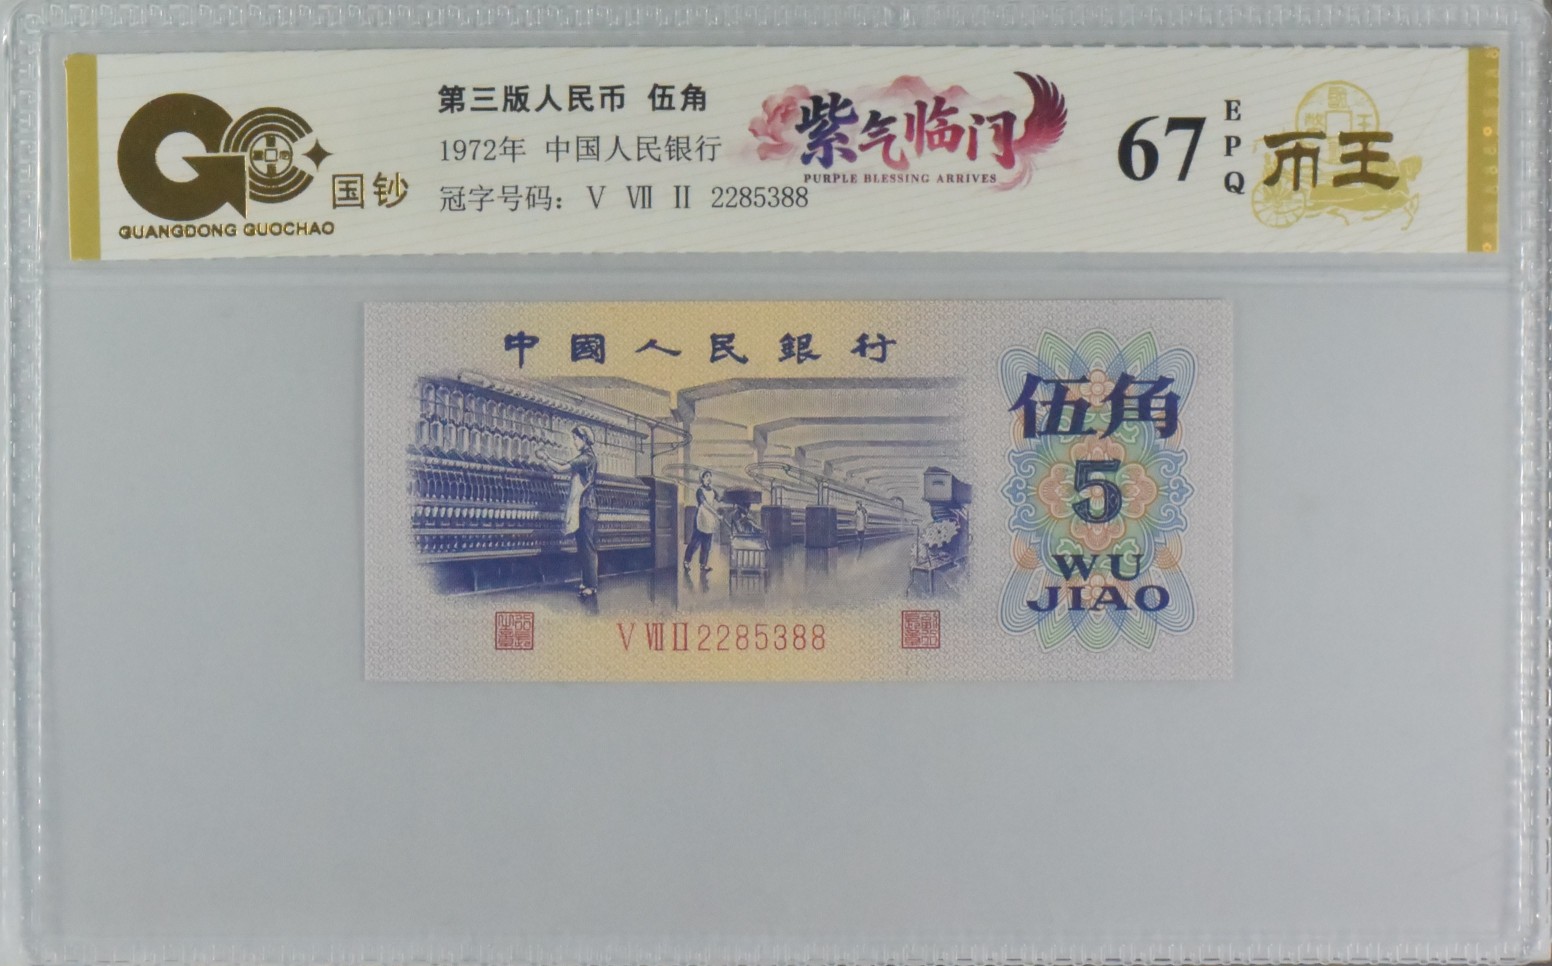 国钞
GUANGDONG GUOCHAO
第三版人民币 伍角
1972年 中国人民银行
冠字号码: V Ⅶ Ⅱ 2285388
紫气临门
PURPLE BLESSING ARRIVES
67
EPQ
币王
中國人民銀行
伍角
5
WU
JIAO
V Ⅶ Ⅱ 2285388